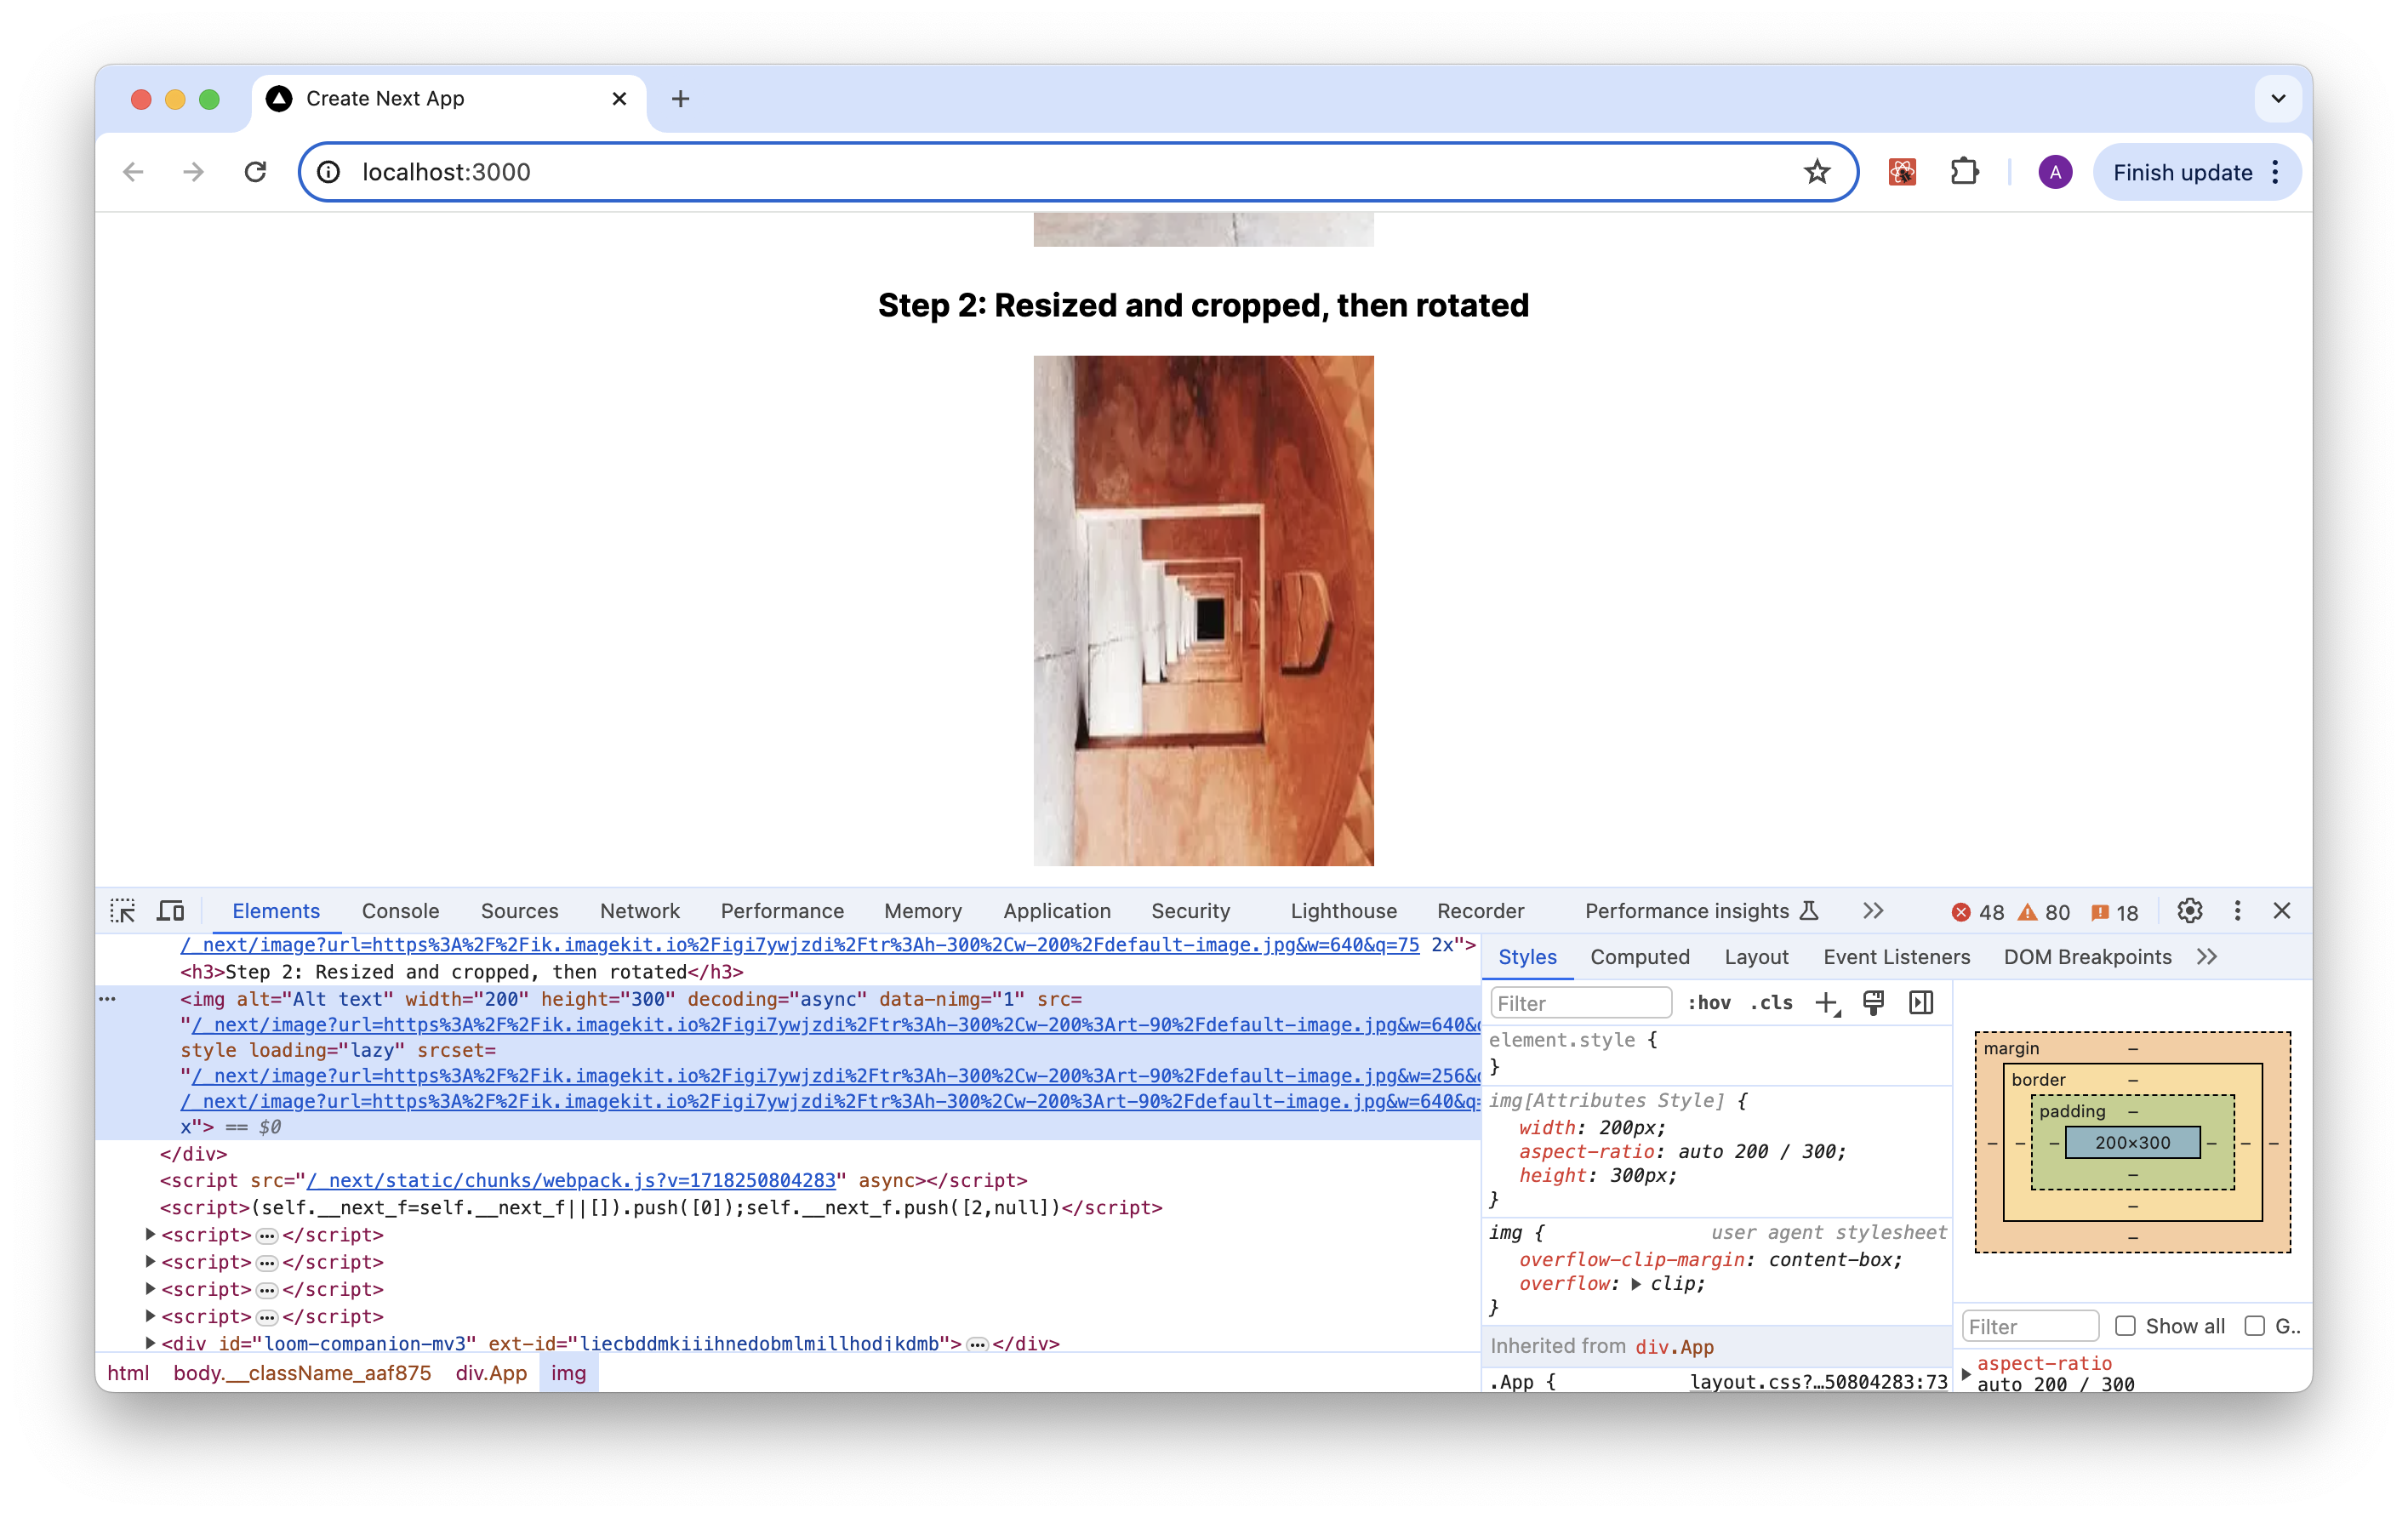 Create Next App
localhost:3000
A
Finish update
Step 2: Resized and cropped, then rotated
Elements Console Sources Network Performance Memory Application Security Lighthouse Recorder Performance insights 48 80 18
/_next/image?url=https%3A%2F%2Fik.imagekit.io%2Figi7ywjzdi%2Ftr%3Ah-300%2Cw-200%2Fdefault-image.jpg&w=640&q=75 2x">
<h3>Step 2: Resized and cropped, then rotated</h3>
<img alt="Alt text" width="200" height="300" decoding="async" data-nimg="1" src=
"/_next/image?url=https%3A%2F%2Fik.imagekit.io%2Figi7ywjzdi%2Ftr%3Ah-300%2Cw-200%3Art-90%2Fdefault-image.jpg&w=640&
style loading="lazy" srcset=
"/_next/image?url=https%3A%2F%2Fik.imagekit.io%2Figi7ywjzdi%2Ftr%3Ah-300%2Cw-200%3Art-90%2Fdefault-image.jpg&w=256&
/_next/image?url=https%3A%2F%2Fik.imagekit.io%2Figi7ywjzdi%2Ftr%3Ah-300%2Cw-200%3Art-90%2Fdefault-image.jpg&w=640&q=
x"> == $0
</div>
<script src="/_next/static/chunks/webpack.js?v=1718250804283" async></script>
<script>(self.__next_f=self.__next_f||[]).push([0]);self.__next_f.push([2,null])</script>
<script>…</script>
<script>…</script>
<script>…</script>
<script>…</script>
<div id="loom-companion-mv3" ext-id="liecbddmkiiihnedobmlmillhodjkdmb">…</div>
html body.__className_aaf875 div.App img
Styles Computed Layout Event Listeners DOM Breakpoints
Filter :hov .cls
element.style {
}
img[Attributes Style] {
width: 200px;
aspect-ratio: auto 200 / 300;
height: 300px;
}
img { user agent stylesheet
overflow-clip-margin: content-box;
overflow: clip;
}
Inherited from div.App
.App { layout.css?…50804283:73
margin –
border –
padding –
– – – 200×300 – – –
–
–
–
Filter Show all G..
aspect-ratio
auto 200 / 300